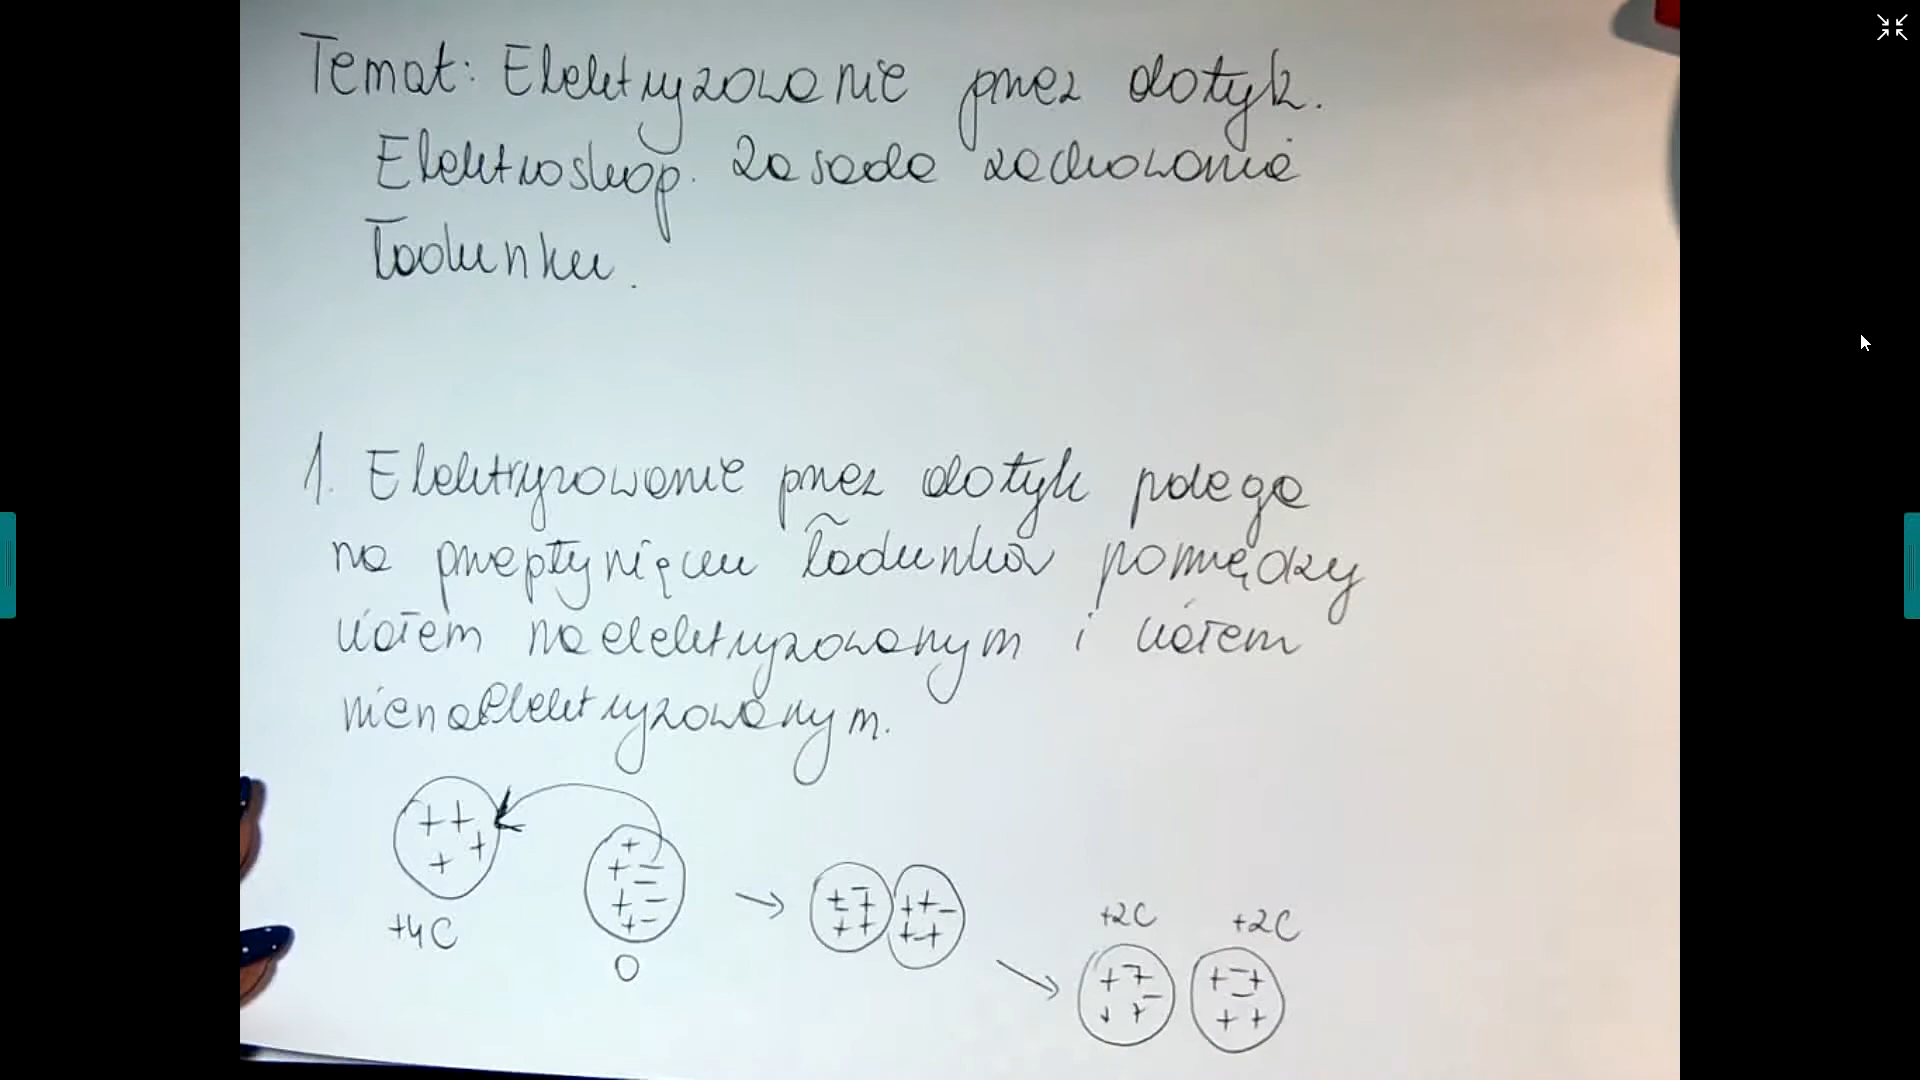 Temat: Elektryzowanie przez dotyk.
Elektroskop. Zasada zachowania
ładunku.
1. Elektryzowanie przez dotyk polega
na przepłynięciu ładunków pomiędzy
ciałem naelektryzowanym i ciałem
nienaelektryzowanym.
++
+
+
+
+ −
−
+ −
+ −
+ − +
+ +
+ + −
+ +
+2C +2C
+4C
0
+ − +
−
+ +
+ − +
−
+ +